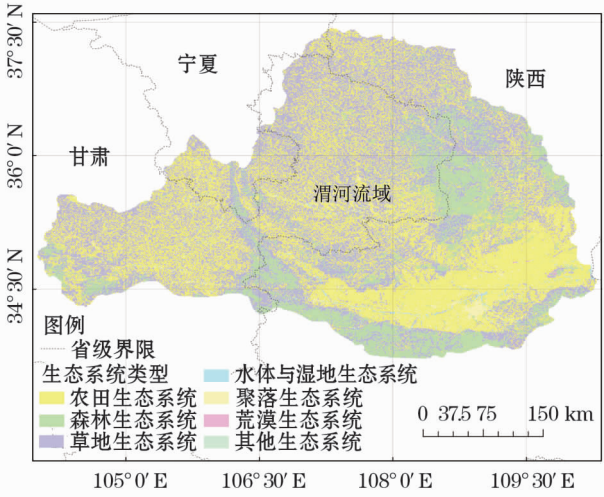 37°30′ N
36°0′ N
34°30′ N
宁夏
陕西
甘肃
渭河流域
图例
省级界限
生态系统类型
农田生态系统
森林生态系统
草地生态系统
水体与湿地生态系统
聚落生态系统
荒漠生态系统
其他生态系统
0 37.5 75 150 km
105°0′ E 106°30′ E 108°0′ E 109°30′ E